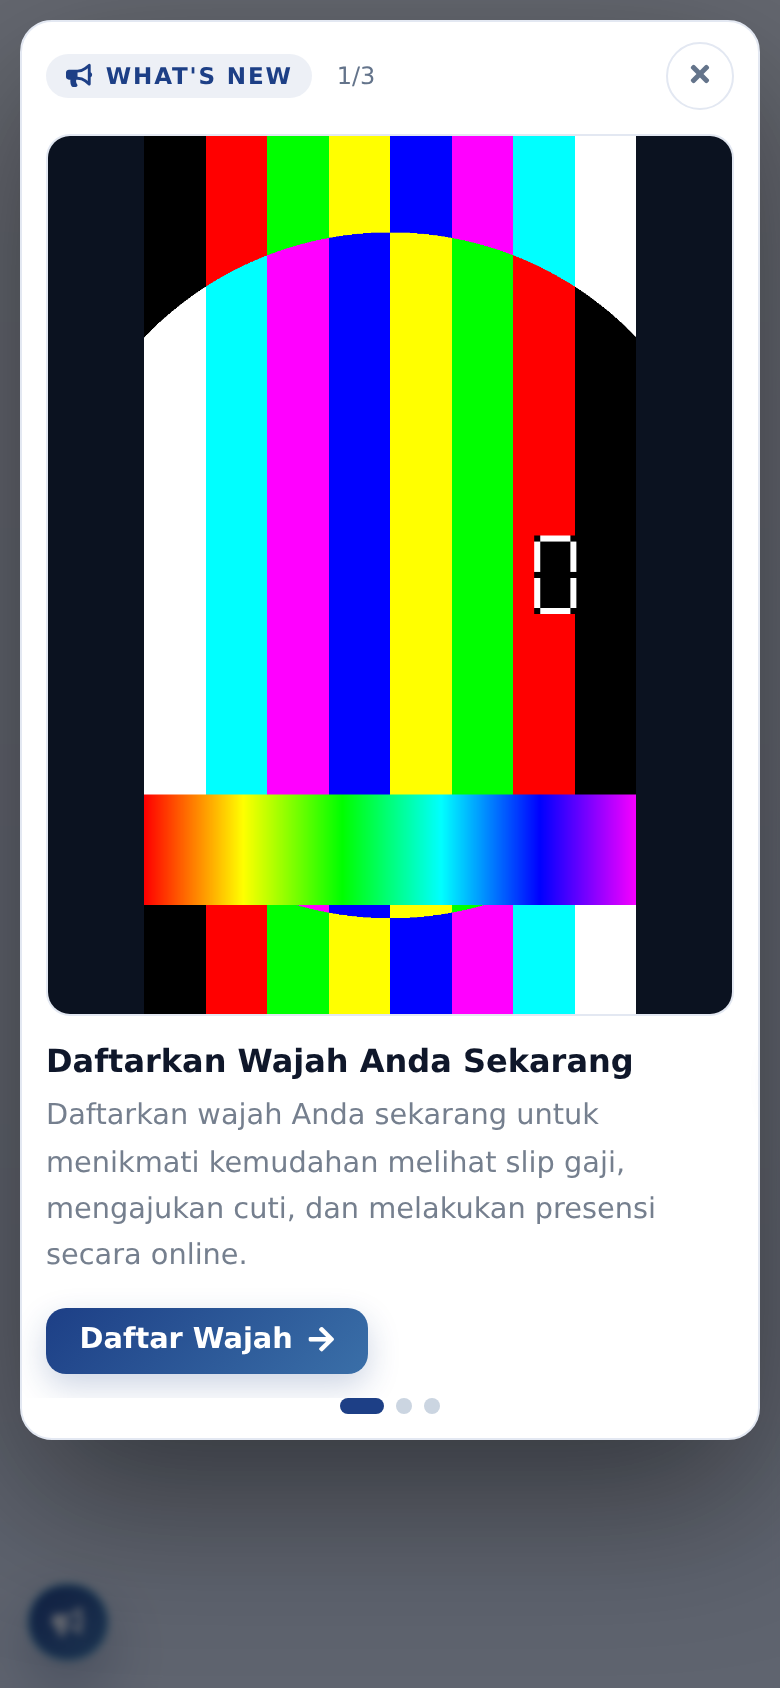 WHAT'S NEW 1/3
0
Daftarkan Wajah Anda Sekarang
Daftarkan wajah Anda sekarang untuk
menikmati kemudahan melihat slip gaji,
mengajukan cuti, dan melakukan presensi
secara online.
Daftar Wajah →